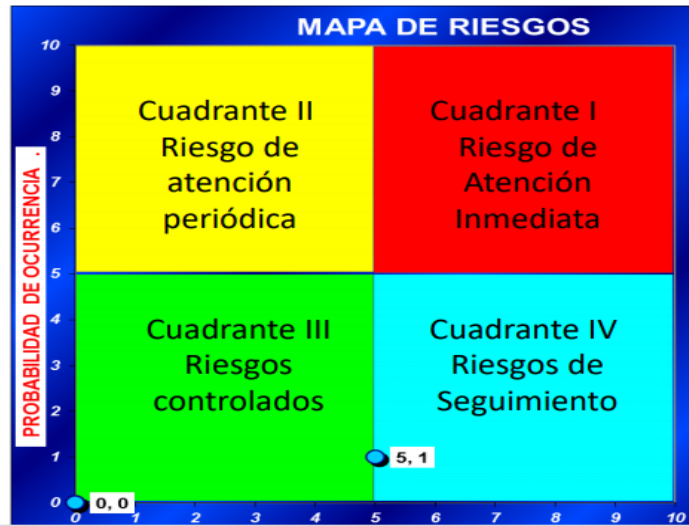 MAPA DE RIESGOS
PROBABILIDAD DE OCURRENCIA .
10
9
8
7
6
5
4
3
2
1
0
Cuadrante II
Riesgo de
atención
periódica
Cuadrante I
Riesgo de
Atención
Inmediata
Cuadrante III
Riesgos
controlados
Cuadrante IV
Riesgos de
Seguimiento
5, 1
0, 0
0 1 2 3 4 5 6 7 8 9 10